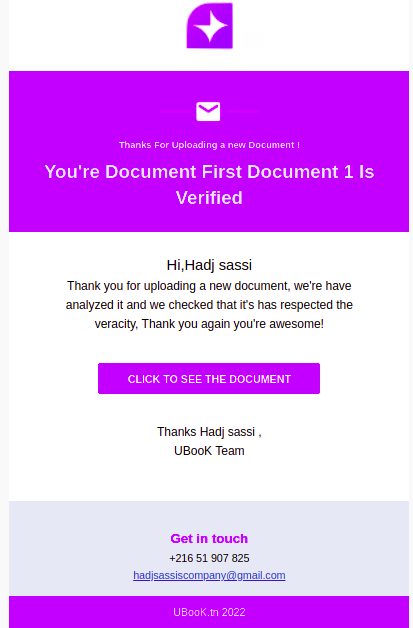 Thanks For Uploading a new Document !
You're Document First Document 1 Is
Verified
Hi,Hadj sassi
Thank you for uploading a new document, we're have
analyzed it and we checked that it's has respected the
veracity, Thank you again you're awesome!
CLICK TO SEE THE DOCUMENT
Thanks Hadj sassi ,
UBooK Team
Get in touch
+216 51 907 825
hadjsassiscompany@gmail.com
UBooK.tn 2022